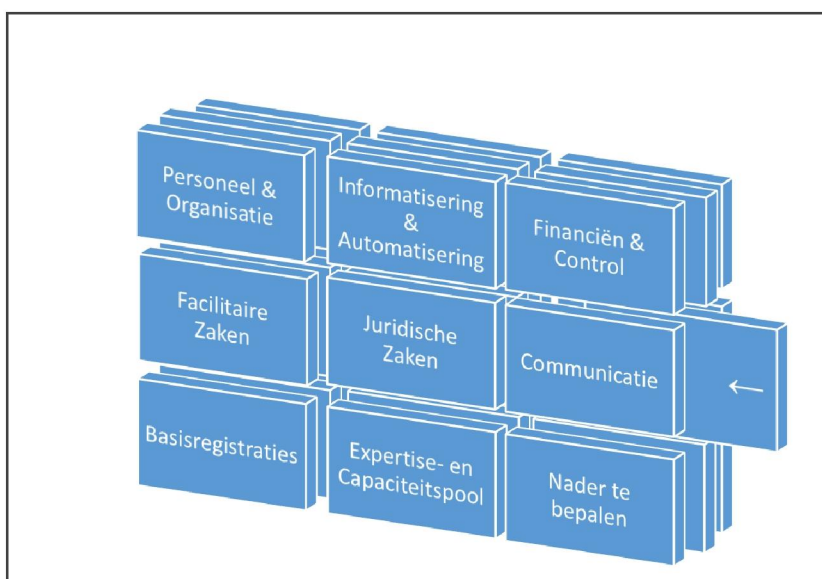 Personeel &
Organisatie
Informatisering
&
Automatisering
Financiën &
Control
Facilitaire
Zaken
Juridische
Zaken
Communicatie
←
Basisregistraties
Expertise- en
Capaciteitspool
Nader te
bepalen